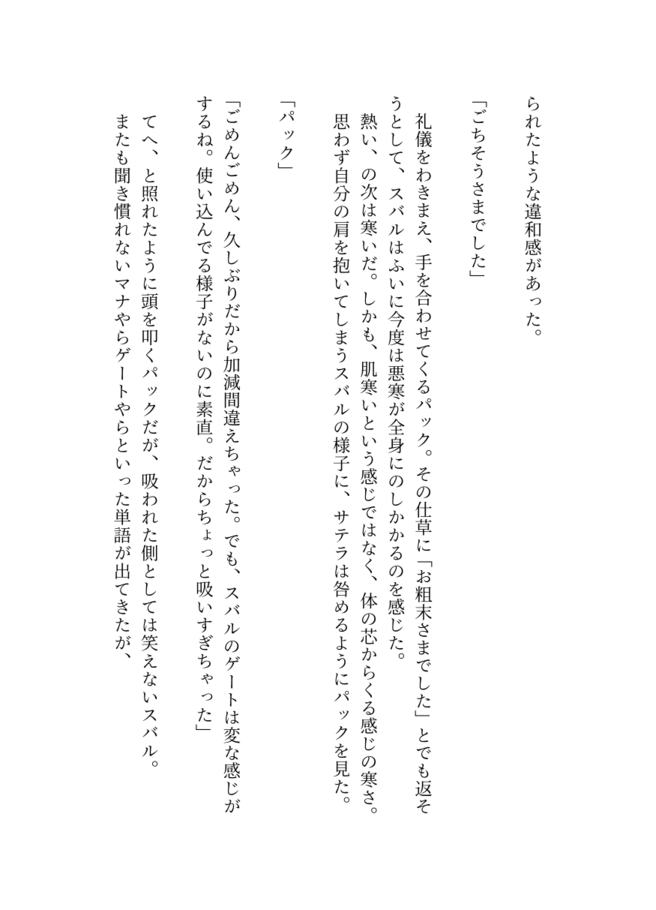 られたような違和感があった。
「ごちそうさまでした」
礼儀をわきまえ、手を合わせてくるパック。その仕草に「お粗末さまでした」とでも返そ
うとして、スバルはふいに今度は悪寒が全身にのしかかるのを感じた。
熱い、の次は寒いだ。しかも、肌寒いという感じではなく、体の芯からくる感じの寒さ。
思わず自分の肩を抱いてしまうスバルの様子に、サテラは咎めるようにパックを見た。
「パック」
「ごめんごめん、久しぶりだから加減間違えちゃった。でも、スバルのゲートは変な感じが
するね。使い込んでる様子がないのに素直。だからちょっと吸いすぎちゃった」
てへ、と照れたように頭を叩くパックだが、吸われた側としては笑えないスバル。
またも聞き慣れないマナやらゲートやらといった単語が出てきたが、